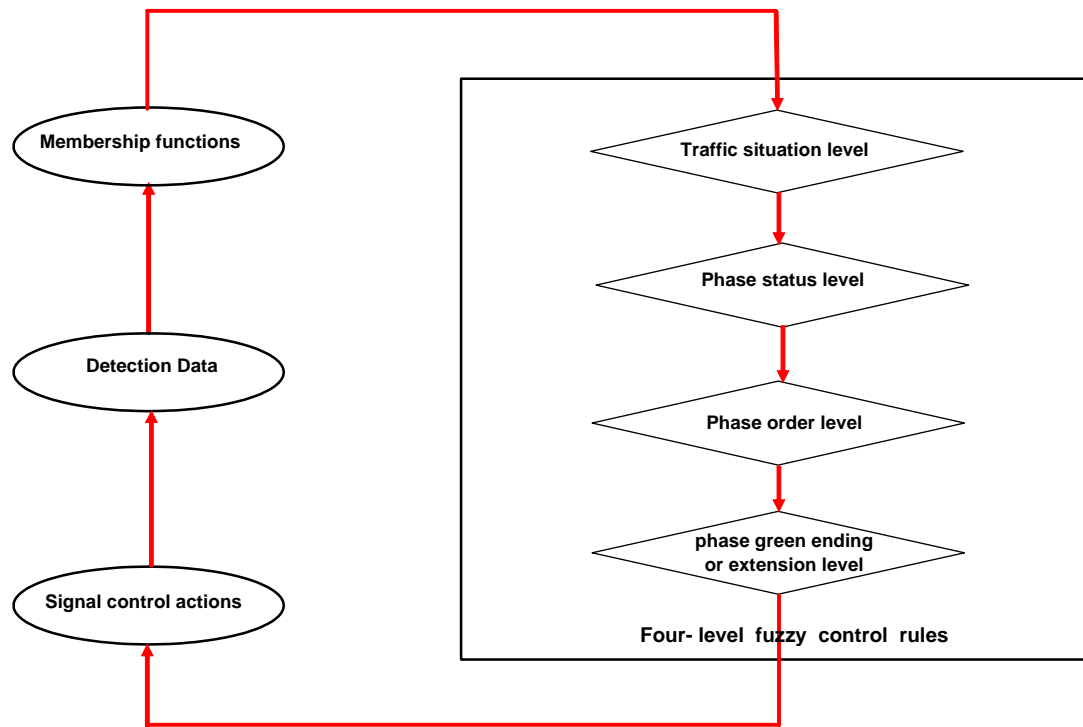 Membership functions
Detection Data
Signal control actions
Traffic situation level
Phase status level
Phase order level
phase green ending
or extension level
Four- level fuzzy control rules